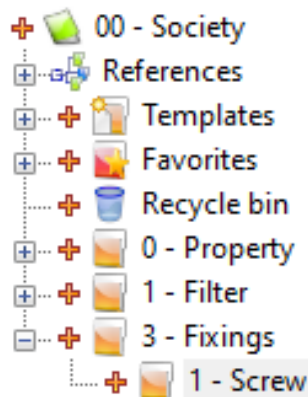 00 - Society
References
Templates
Favorites
Recycle bin
0 - Property
1 - Filter
3 - Fixings
1 - Screw